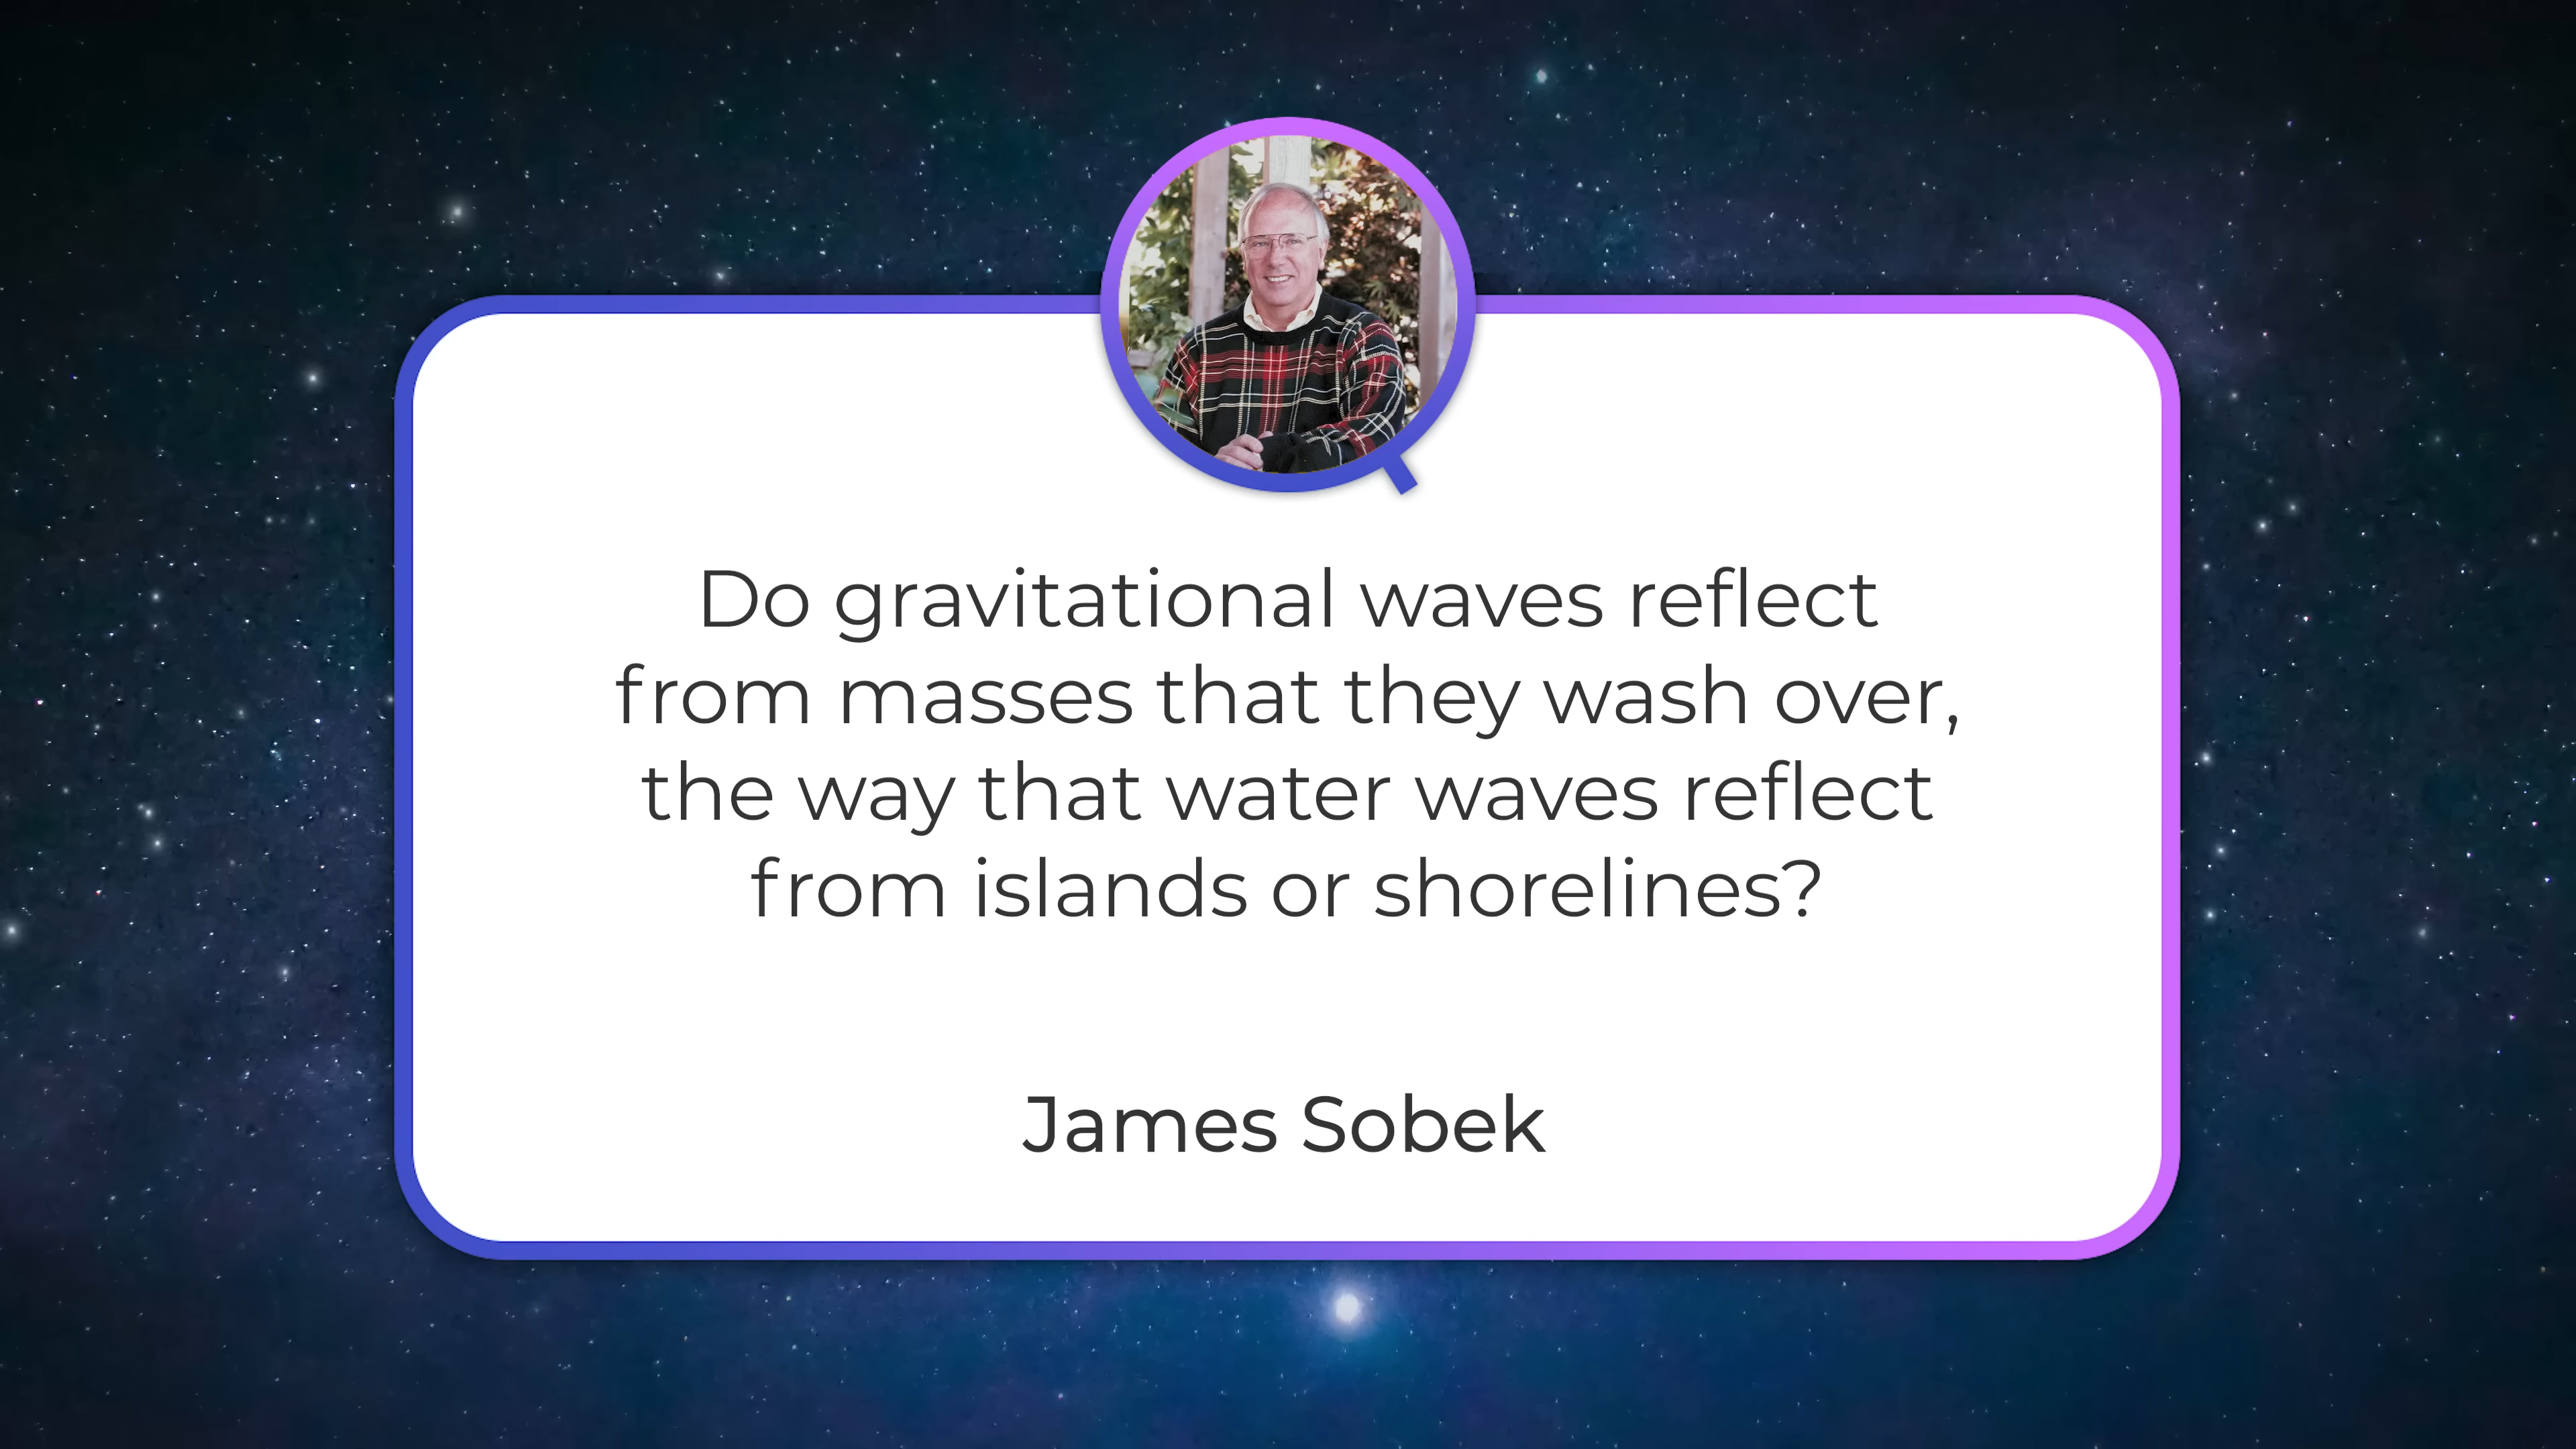 Do gravitational waves reflect
from masses that they wash over,
the way that water waves reflect
from islands or shorelines?
James Sobek